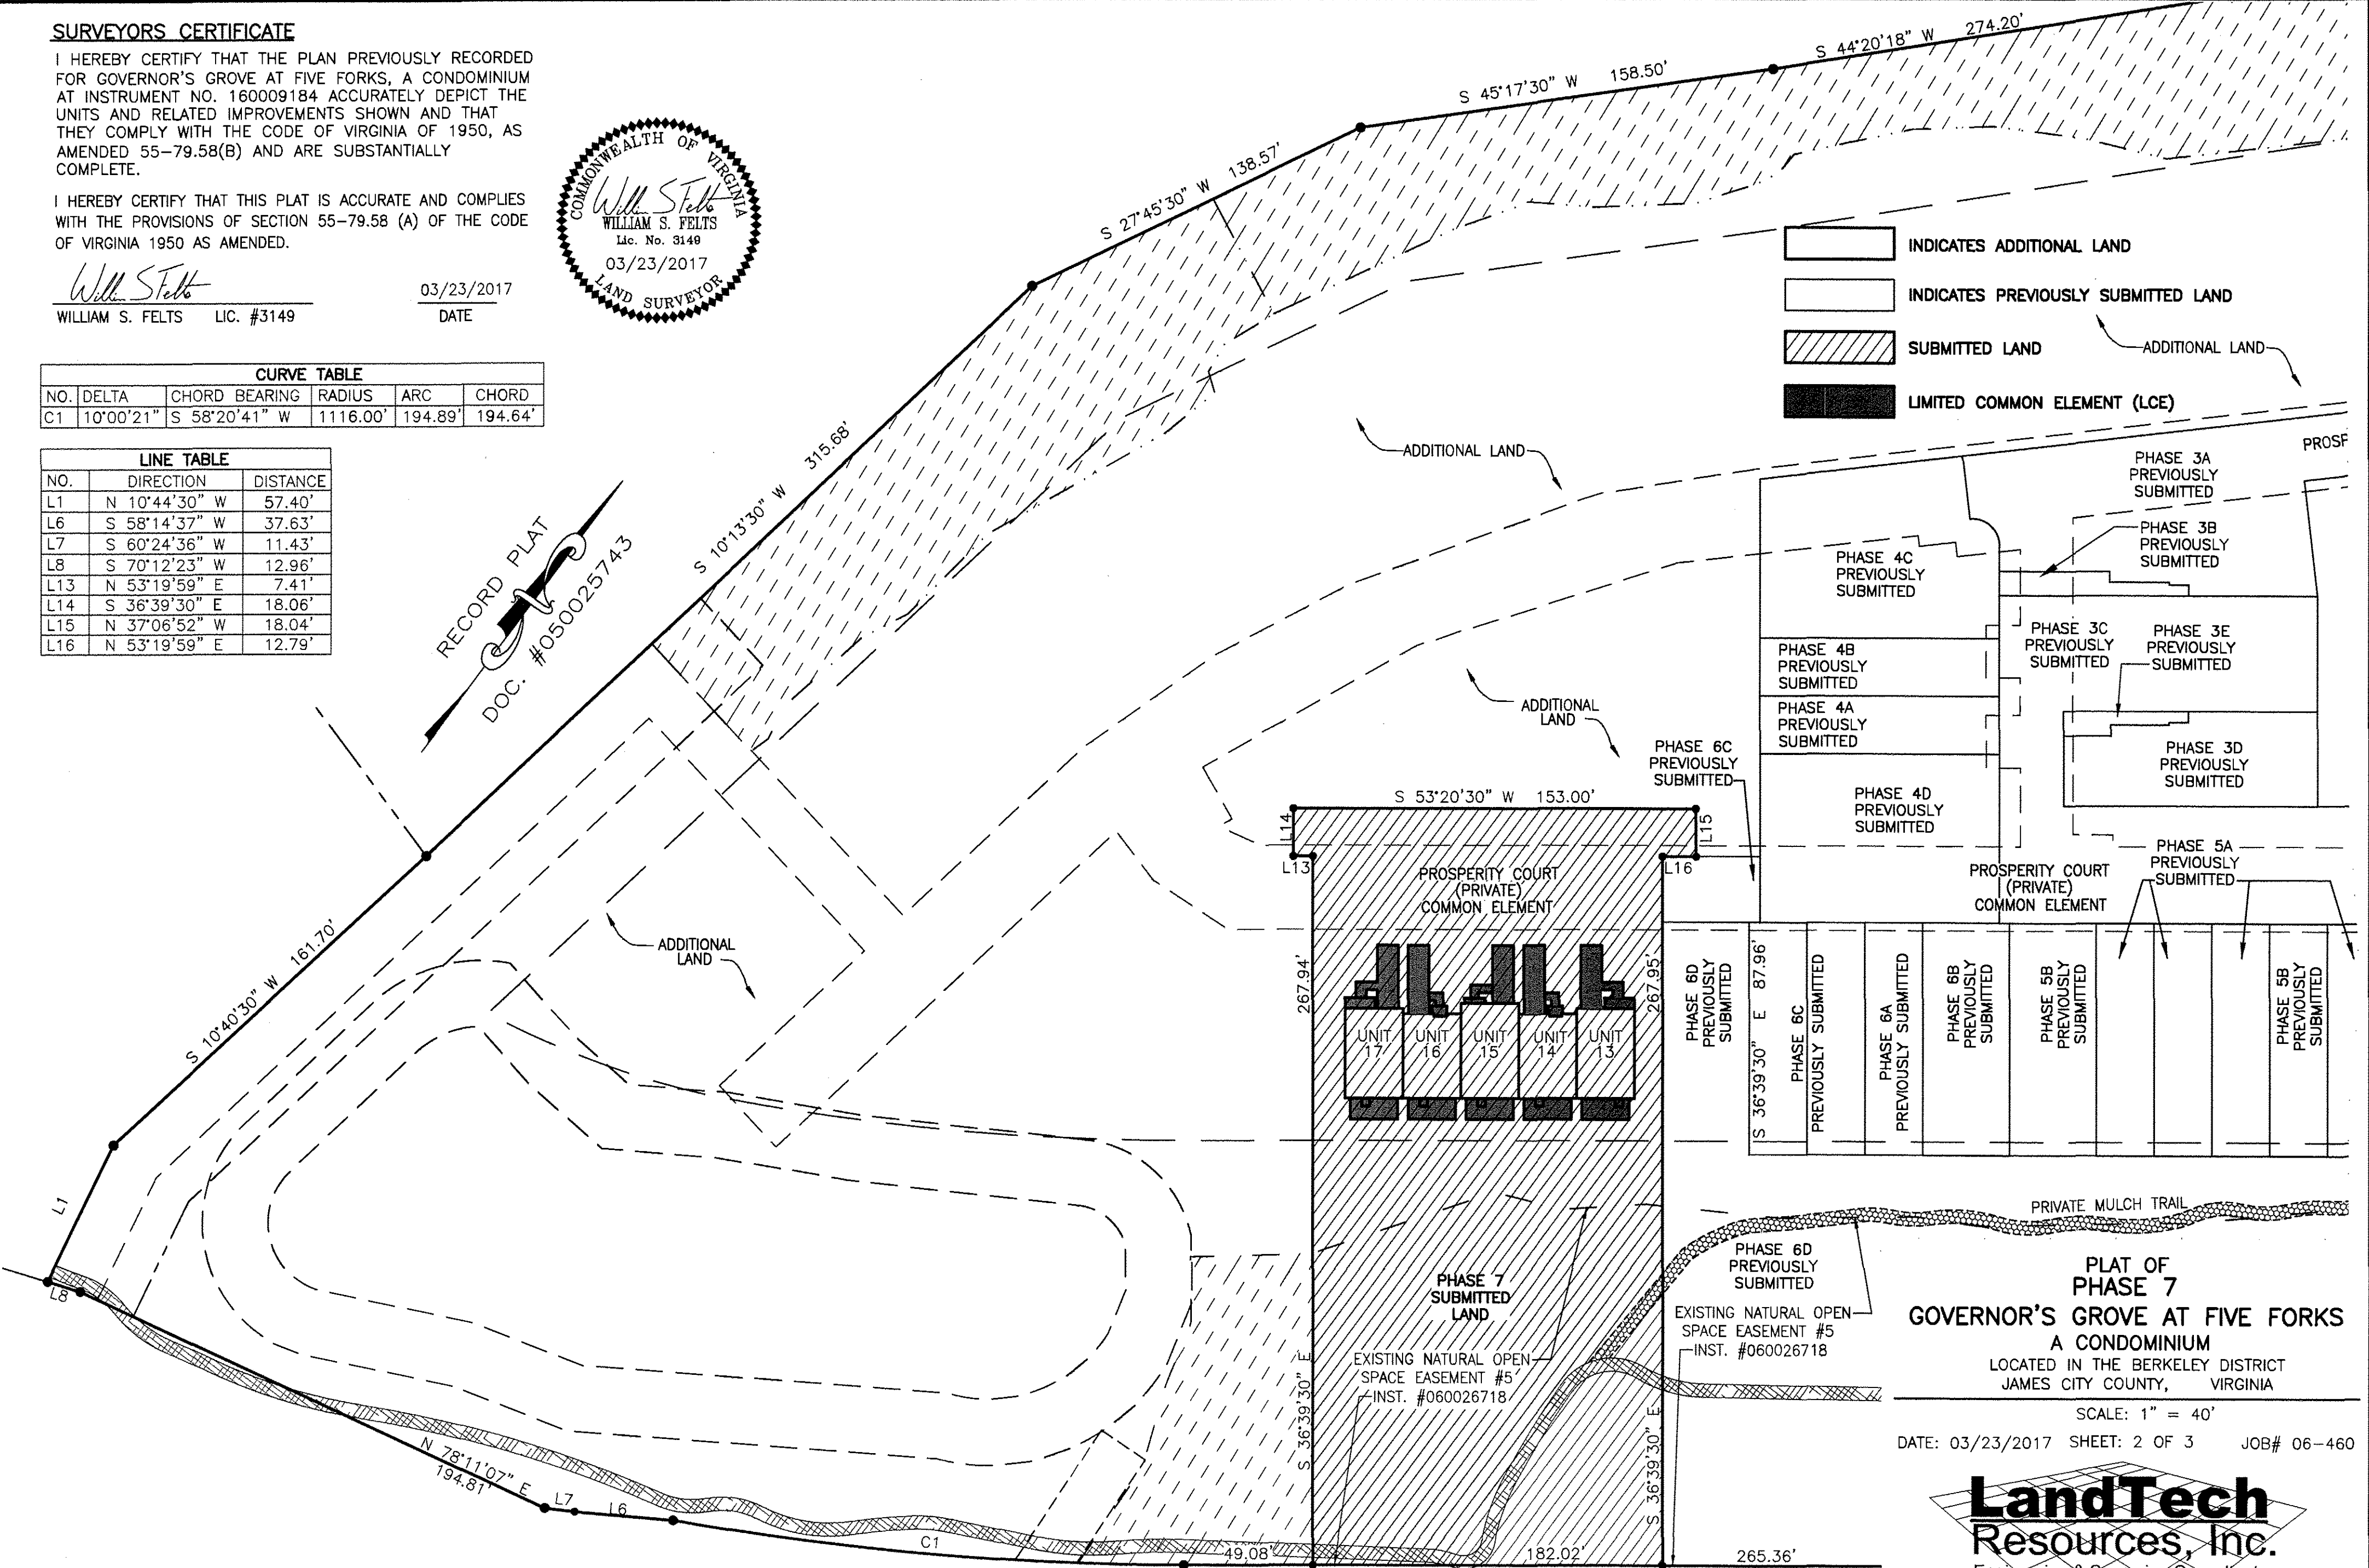 SURVEYORS CERTIFICATE
I HEREBY CERTIFY THAT THE PLAN PREVIOUSLY RECORDED
FOR GOVERNOR'S GROVE AT FIVE FORKS, A CONDOMINIUM
AT INSTRUMENT NO. 160009184 ACCURATELY DEPICT THE
UNITS AND RELATED IMPROVEMENTS SHOWN AND THAT
THEY COMPLY WITH THE CODE OF VIRGINIA OF 1950, AS
AMENDED 55-79.58(B) AND ARE SUBSTANTIALLY
COMPLETE.
I HEREBY CERTIFY THAT THIS PLAT IS ACCURATE AND COMPLIES
WITH THE PROVISIONS OF SECTION 55-79.58 (A) OF THE CODE
OF VIRGINIA 1950 AS AMENDED.
William S Felts
03/23/2017
WILLIAM S. FELTS LIC. #3149
DATE
COMMONWEALTH OF VIRGINIA
William S Felts
WILLIAM S. FELTS
Lic. No. 3149
03/23/2017
LAND SURVEYOR
CURVE TABLE
NO. DELTA CHORD BEARING RADIUS ARC CHORD
C1 10°00'21" S 58°20'41" W 1116.00' 194.89' 194.64'
LINE TABLE
NO. DIRECTION DISTANCE
L1 N 10°44'30" W 57.40'
L6 S 58°14'37" W 37.63'
L7 S 60°24'36" W 11.43'
L8 S 70°12'23" W 12.96'
L13 N 53°19'59" E 7.41'
L14 S 36°39'30" E 18.06'
L15 N 37°06'52" W 18.04'
L16 N 53°19'59" E 12.79'
RECORD PLAT
DOC. #050025743
S 44°20'18" W 274.20'
S 45°17'30" W 158.50'
S 27°45'30" W 138.57'
S 10°13'30" W 315.68'
S 10°40'30" W 161.70'
L1
L8
N 78°11'07" E
194.81'
L7
L6
C1
49.08'
182.02'
265.36'
INDICATES ADDITIONAL LAND
INDICATES PREVIOUSLY SUBMITTED LAND
SUBMITTED LAND
LIMITED COMMON ELEMENT (LCE)
ADDITIONAL LAND
ADDITIONAL LAND
ADDITIONAL
LAND
ADDITIONAL
LAND
PROSP
PHASE 3A
PREVIOUSLY
SUBMITTED
PHASE 3B
PREVIOUSLY
SUBMITTED
PHASE 4C
PREVIOUSLY
SUBMITTED
PHASE 3C
PREVIOUSLY
SUBMITTED
PHASE 3E
PREVIOUSLY
SUBMITTED
PHASE 4B
PREVIOUSLY
SUBMITTED
PHASE 4A
PREVIOUSLY
SUBMITTED
PHASE 6C
PREVIOUSLY
SUBMITTED
PHASE 3D
PREVIOUSLY
SUBMITTED
PHASE 4D
PREVIOUSLY
SUBMITTED
PHASE 5A
PREVIOUSLY
SUBMITTED
PROSPERITY COURT
(PRIVATE)
COMMON ELEMENT
S 53°20'30" W 153.00'
L14
L15
L13
L16
PROSPERITY COURT
(PRIVATE)
COMMON ELEMENT
267.94'
267.95'
UNIT
17
UNIT
16
UNIT
15
UNIT
14
UNIT
13
PHASE 6D
PREVIOUSLY
SUBMITTED
S 36°39'30" E 87.96'
PHASE 6C
PREVIOUSLY SUBMITTED
PHASE 6A
PREVIOUSLY SUBMITTED
PHASE 6B
PREVIOUSLY
SUBMITTED
PHASE 5B
PREVIOUSLY
SUBMITTED
PHASE 5B
PREVIOUSLY
SUBMITTED
PRIVATE MULCH TRAIL
PHASE 6D
PREVIOUSLY
SUBMITTED
EXISTING NATURAL OPEN
SPACE EASEMENT #5
INST. #060026718
PHASE 7
SUBMITTED
LAND
EXISTING NATURAL OPEN
SPACE EASEMENT #5
INST. #060026718
S 36°39'30" E
S 36°39'30" E
PLAT OF
PHASE 7
GOVERNOR'S GROVE AT FIVE FORKS
A CONDOMINIUM
LOCATED IN THE BERKELEY DISTRICT
JAMES CITY COUNTY, VIRGINIA
SCALE: 1" = 40'
DATE: 03/23/2017 SHEET: 2 OF 3 JOB# 06-460
LandTech
Resources, Inc.